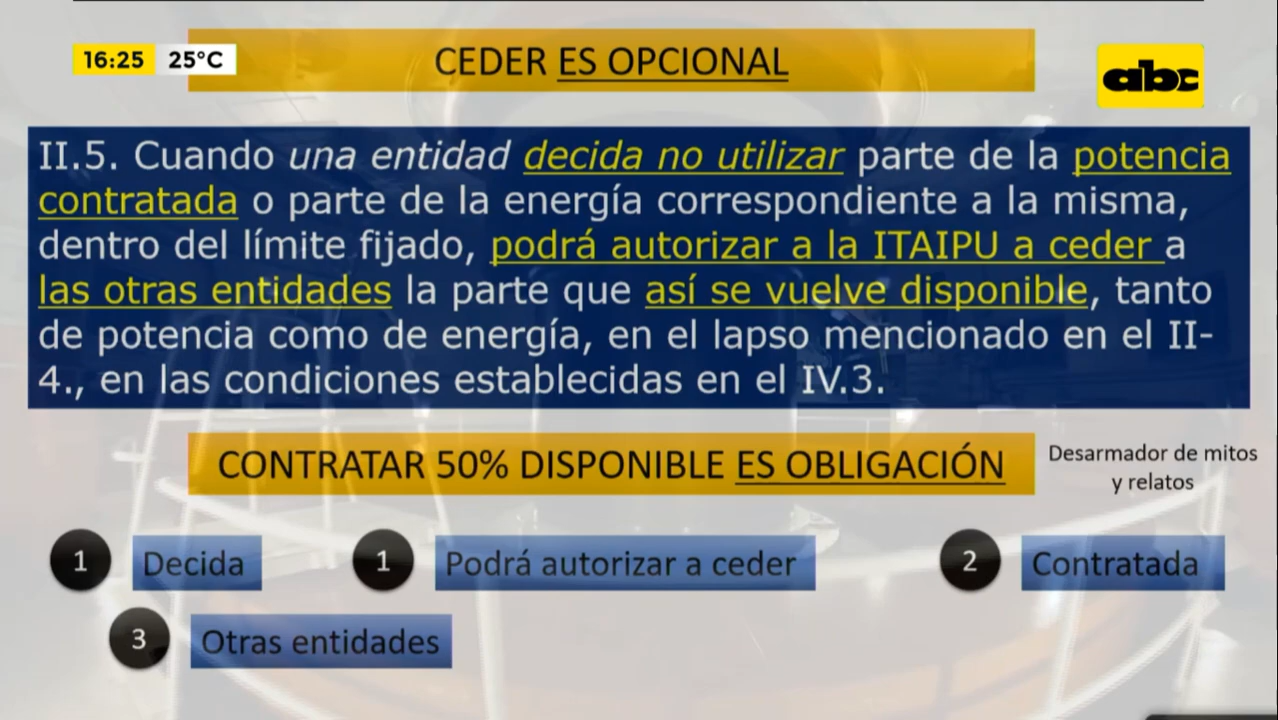 16:25 25°C
CEDER ES OPCIONAL
abc
II.5. Cuando una entidad decida no utilizar parte de la potencia
contratada o parte de la energía correspondiente a la misma,
dentro del límite fijado, podrá autorizar a la ITAIPU a ceder a
las otras entidades la parte que así se vuelve disponible, tanto
de potencia como de energía, en el lapso mencionado en el II-
4., en las condiciones establecidas en el IV.3.
CONTRATAR 50% DISPONIBLE ES OBLIGACIÓN
Desarmador de mitos
y relatos
1 Decida 1 Podrá autorizar a ceder 2 Contratada
3 Otras entidades